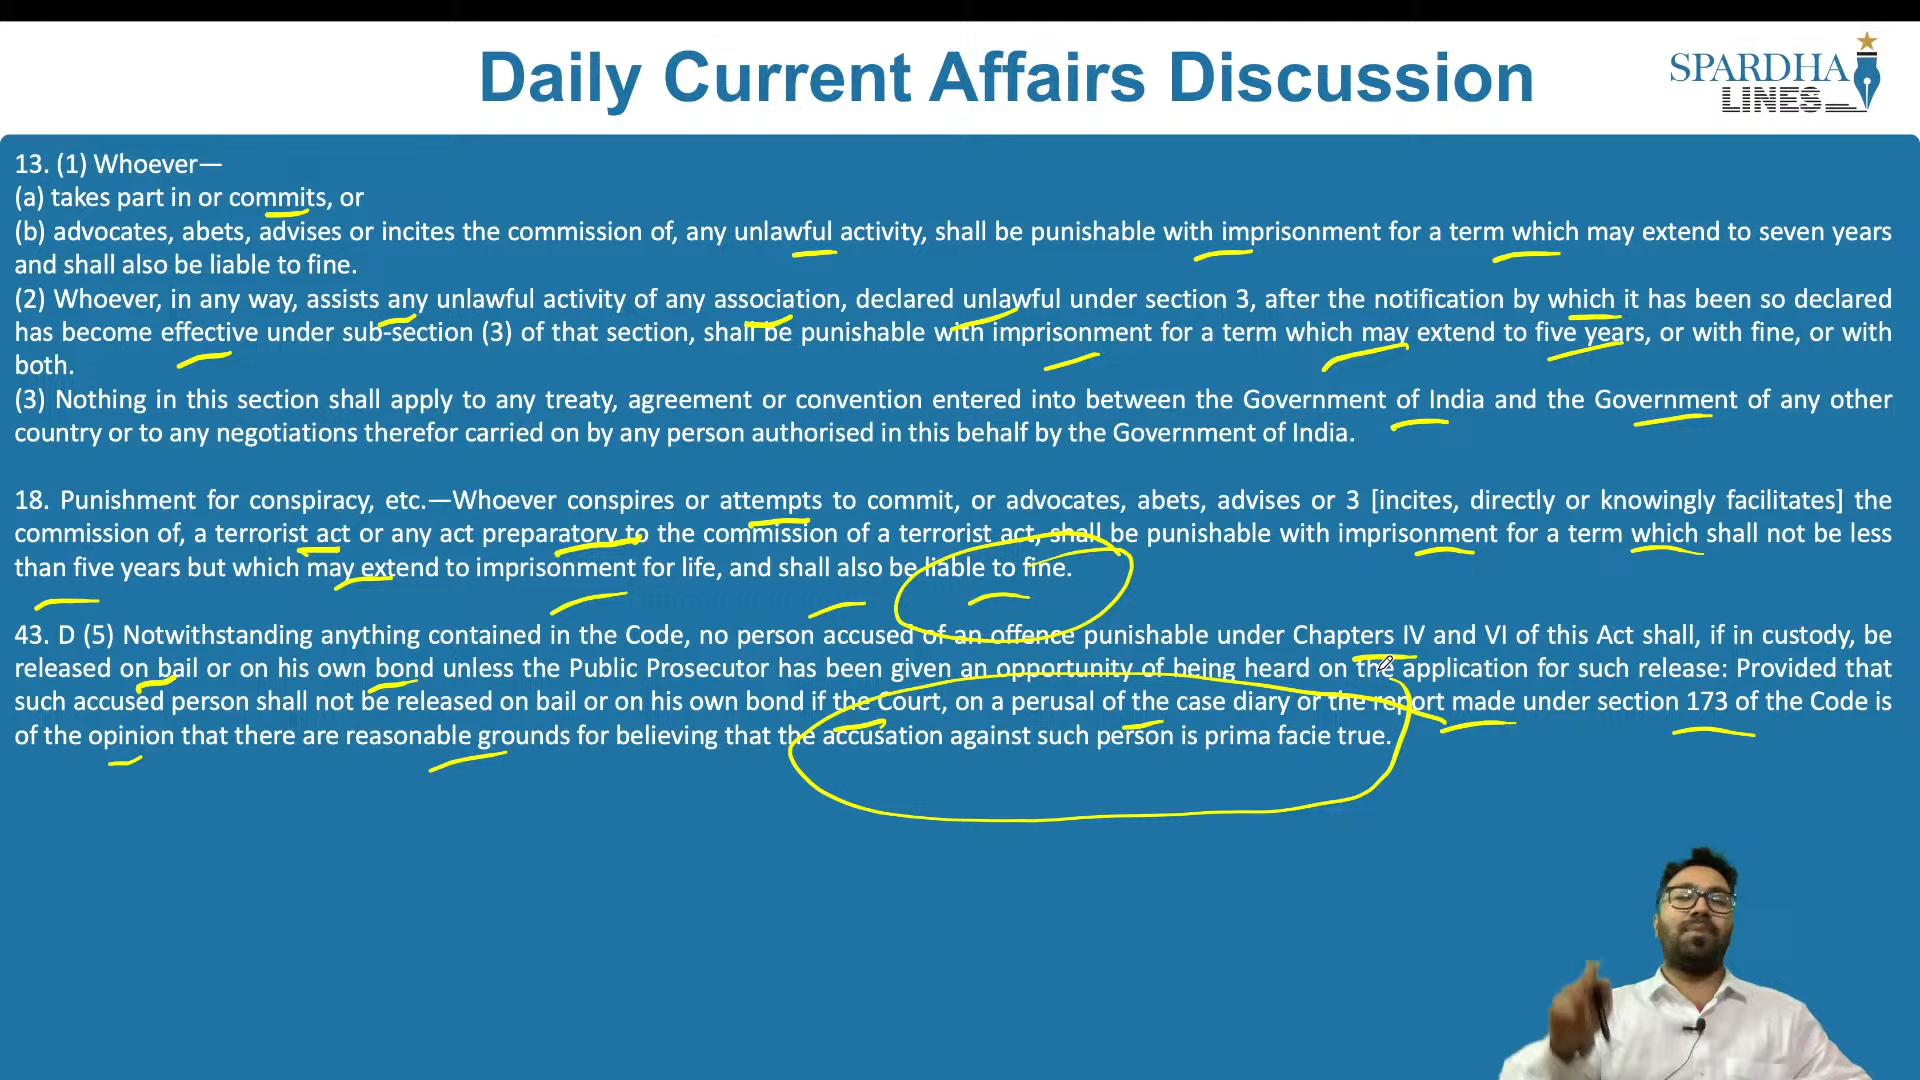 Daily Current Affairs Discussion
SPARDHA
LINES
13. (1) Whoever—
(a) takes part in or commits, or
(b) advocates, abets, advises or incites the commission of, any unlawful activity, shall be punishable with imprisonment for a term which may extend to seven years
and shall also be liable to fine.
(2) Whoever, in any way, assists any unlawful activity of any association, declared unlawful under section 3, after the notification by which it has been so declared
has become effective under sub-section (3) of that section, shall be punishable with imprisonment for a term which may extend to five years, or with fine, or with
both.
(3) Nothing in this section shall apply to any treaty, agreement or convention entered into between the Government of India and the Government of any other
country or to any negotiations therefor carried on by any person authorised in this behalf by the Government of India.
18. Punishment for conspiracy, etc.—Whoever conspires or attempts to commit, or advocates, abets, advises or 3 [incites, directly or knowingly facilitates] the
commission of, a terrorist act or any act preparatory to the commission of a terrorist act, shall be punishable with imprisonment for a term which shall not be less
than five years but which may extend to imprisonment for life, and shall also be liable to fine.
43. D (5) Notwithstanding anything contained in the Code, no person accused of an offence punishable under Chapters IV and VI of this Act shall, if in custody, be
released on bail or on his own bond unless the Public Prosecutor has been given an opportunity of being heard on the application for such release: Provided that
such accused person shall not be released on bail or on his own bond if the Court, on a perusal of the case diary or the report made under section 173 of the Code is
of the opinion that there are reasonable grounds for believing that the accusation against such person is prima facie true.